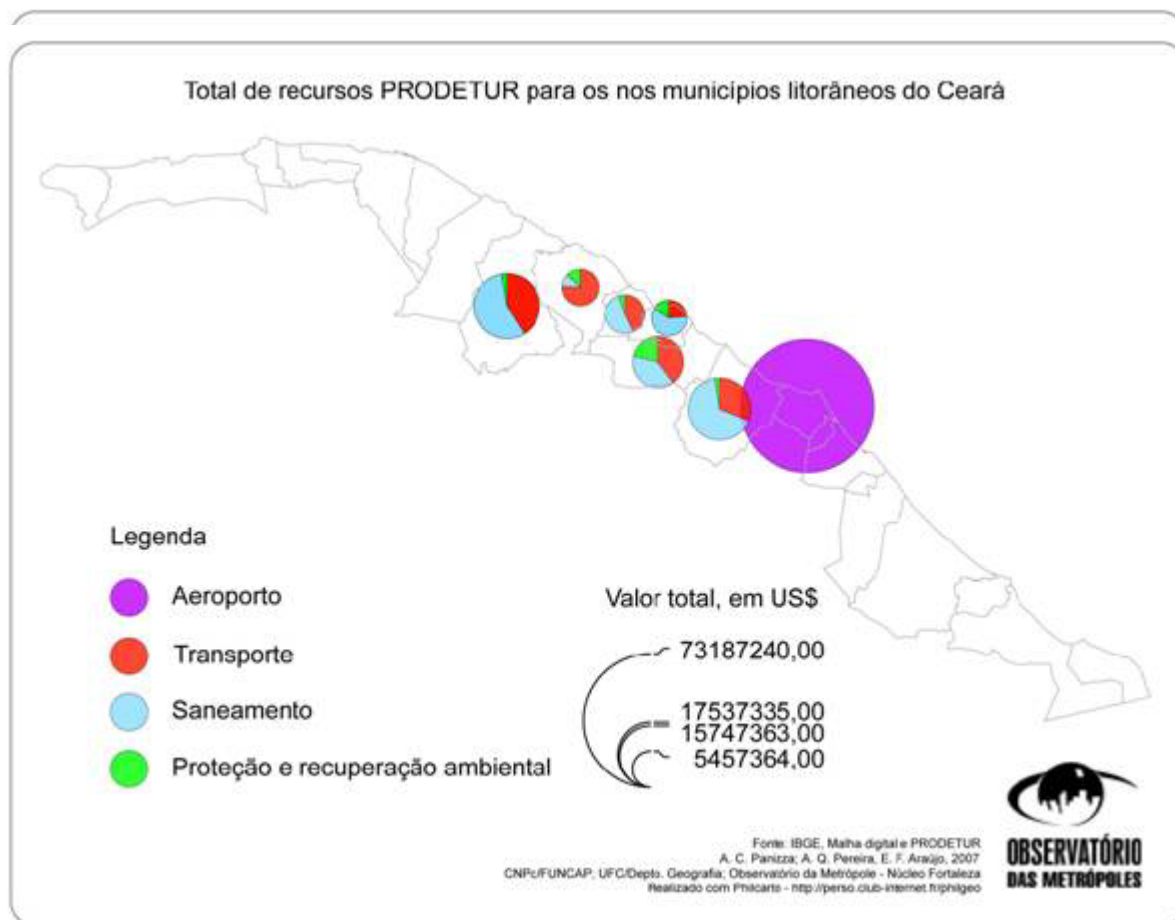 Total de recursos PRODETUR para os nos municípios litorâneos do Ceará
Legenda
Aeroporto
Transporte
Saneamento
Proteção e recuperação ambiental
Valor total, em US$
73187240,00
17537335,00
15747363,00
5457364,00
Fonte: IBGE, Malha digital e PRODETUR
A. C. Panizza; A. Q. Pereira, E. F. Araújo, 2007
CNPc/FUNCAP; UFC/Depto. Geografia; Observatório da Metrópole - Núcleo Fortaleza
Realizado com Philcarto - http://perso.club-internet.fr/philgeo
OBSERVATÓRIO
DAS METRÓPOLES